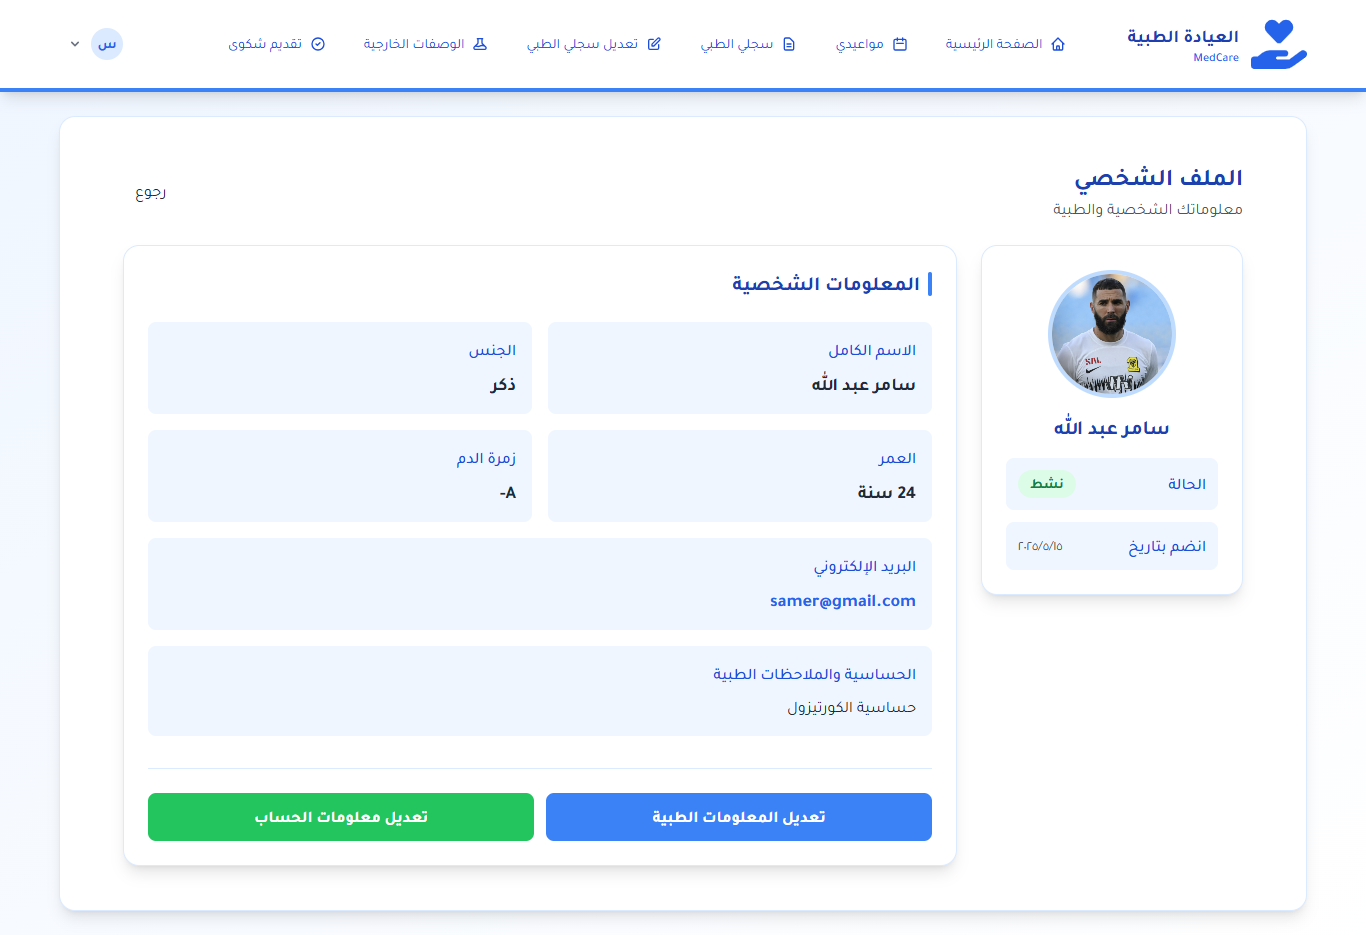 العيادة الطبية
MedCare
الصفحة الرئيسية
مواعيدي
سجلي الطبي
تعديل سجلي الطبي
الوصفات الخارجية
تقديم شكوى
س
الملف الشخصي
معلوماتك الشخصية والطبية
رجوع
سامر عبد الله
الحالة
نشط
انضم بتاريخ
٢٠٢٥/٥/١٥
المعلومات الشخصية
الاسم الكامل
سامر عبد الله
الجنس
ذكر
العمر
24 سنة
زمرة الدم
A-
البريد الإلكتروني
samer@gmail.com
الحساسية والملاحظات الطبية
حساسية الكورتيزول
تعديل المعلومات الطبية
تعديل معلومات الحساب